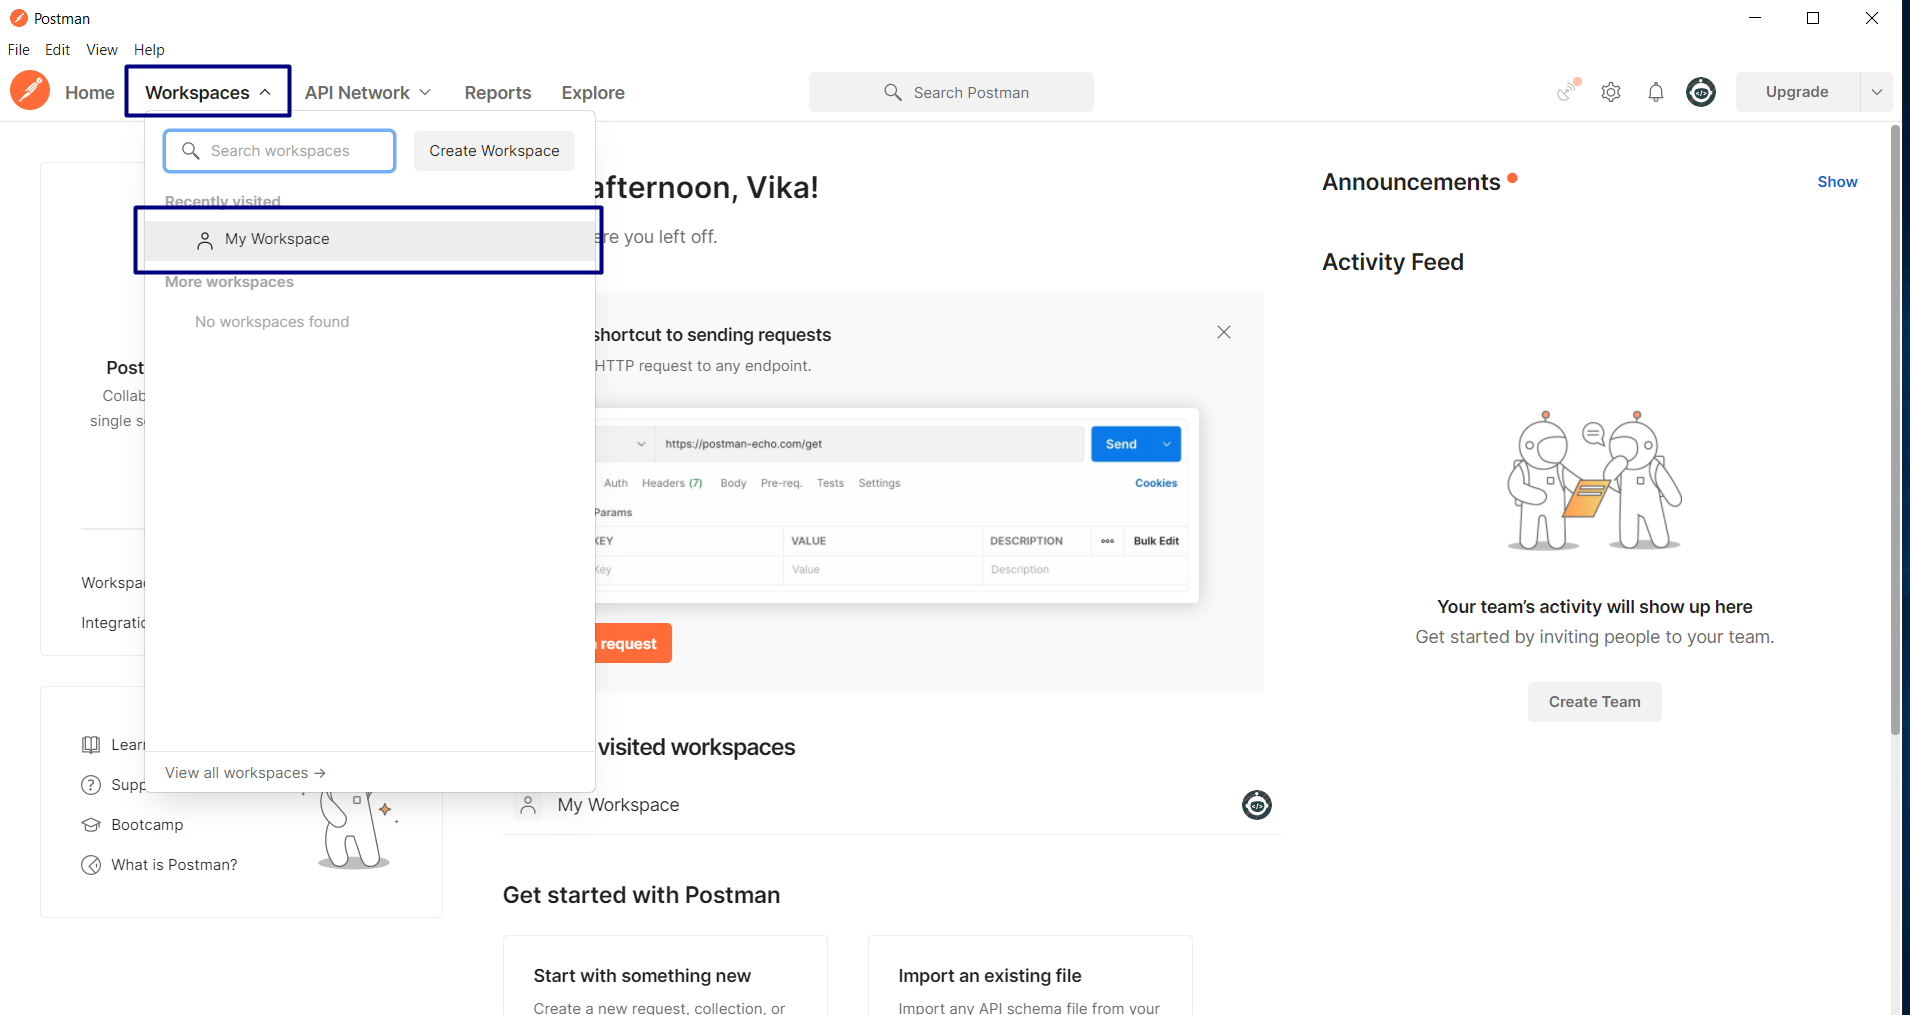 Postman
File Edit View Help
Home Workspaces API Network Reports Explore Search Postman Upgrade
Search workspaces Create Workspace
Recently visited
My Workspace
More workspaces
No workspaces found
View all workspaces →
afternoon, Vika!
ere you left off.
shortcut to sending requests
HTTP request to any endpoint.
https://postman-echo.com/get Send
Auth Headers (7) Body Pre-req. Tests Settings Cookies
Params
KEY VALUE DESCRIPTION ooo Bulk Edit
Key Value Description
request
visited workspaces
My Workspace
Get started with Postman
Start with something new
Create a new request, collection, or
Import an existing file
Import any API schema file from your
Post
Collab
single s
Workspa
Integratio
Lear
Supp
Bootcamp
What is Postman?
Announcements Show
Activity Feed
Your team's activity will show up here
Get started by inviting people to your team.
Create Team